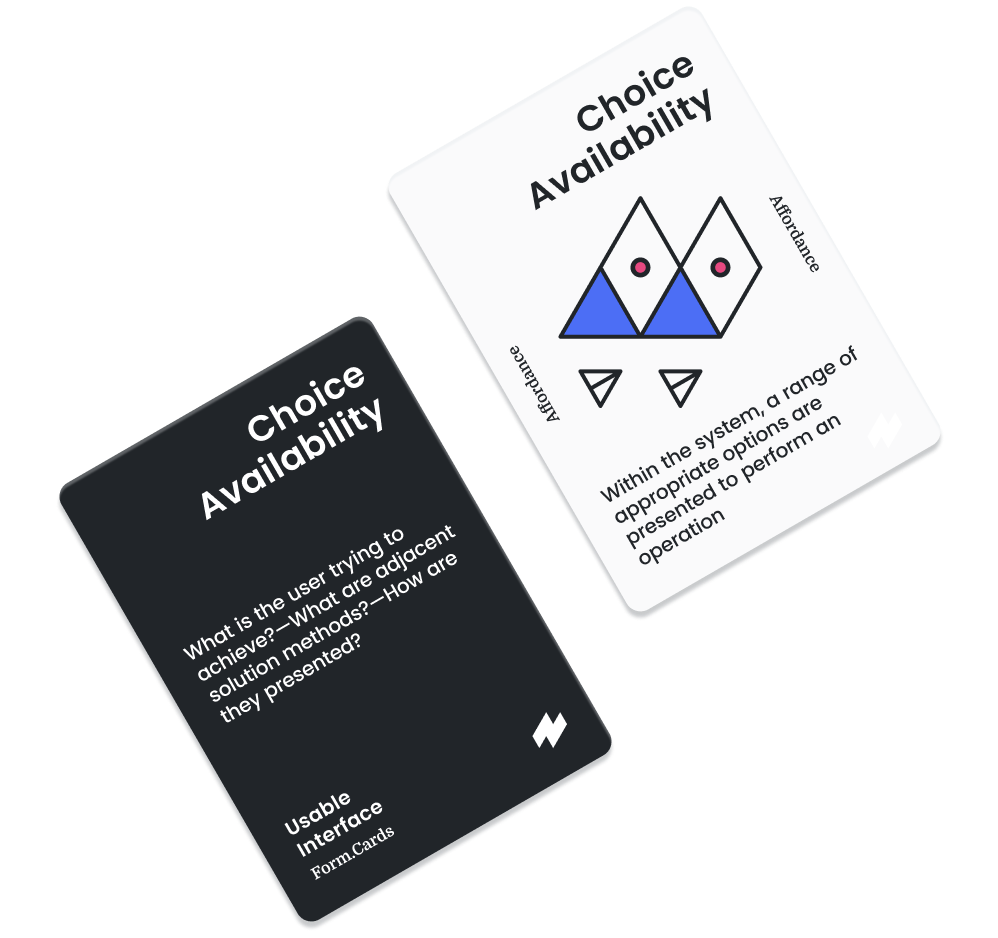 Choice
Availability
Affordance
Affordance
Within the system, a range of
appropriate options are
presented to perform an
operation
Choice
Availability
What is the user trying to
achieve?—What are adjacent
solution methods?—How are
they presented?
Usable
Interface
Form.Cards